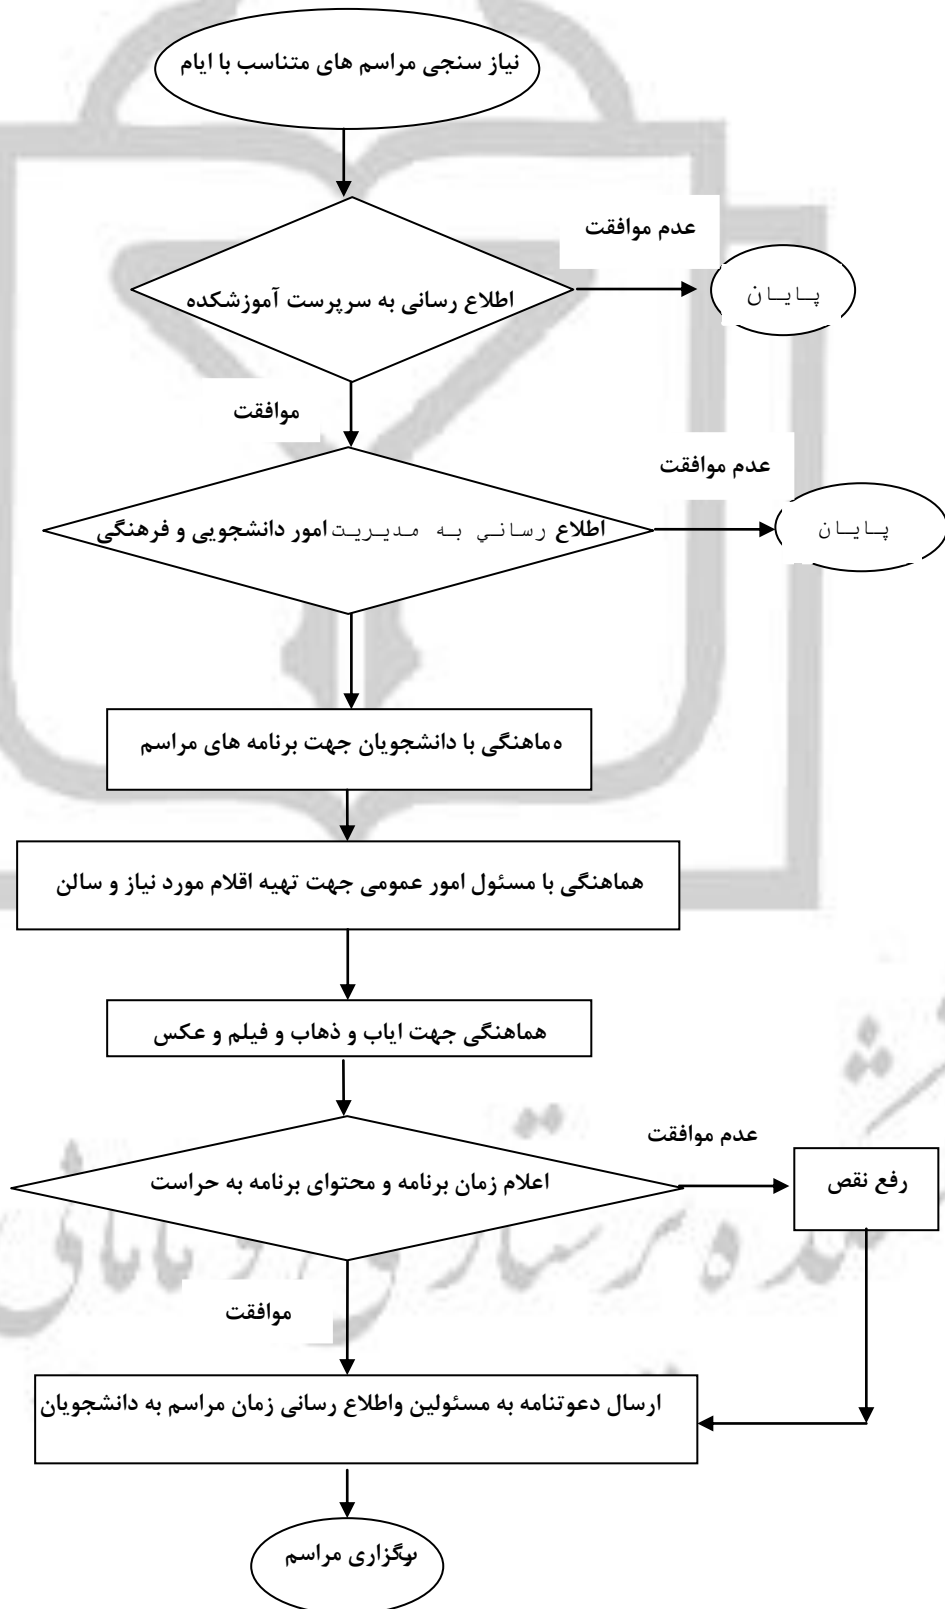 نیاز سنجی مراسم های متناسب با ایام
عدم موافقت
اطلاع رسانی به سرپرست آموزشکده
پایان
موافقت
عدم موافقت
اطلاع رساني به مدیریت امور دانشجویی و فرهنگی
پایان
هماهنگی با دانشجویان جهت برنامه های مراسم
هماهنگی با مسئول امور عمومی جهت تهیه اقلام مورد نیاز و سالن
هماهنگی جهت ایاب و ذهاب و فیلم و عکس
عدم موافقت
اعلام زمان برنامه و محتوای برنامه به حراست
رفع نقص
موافقت
ارسال دعوتنامه به مسئولین واطلاع رسانی زمان مراسم به دانشجویان
برگزاری مراسم